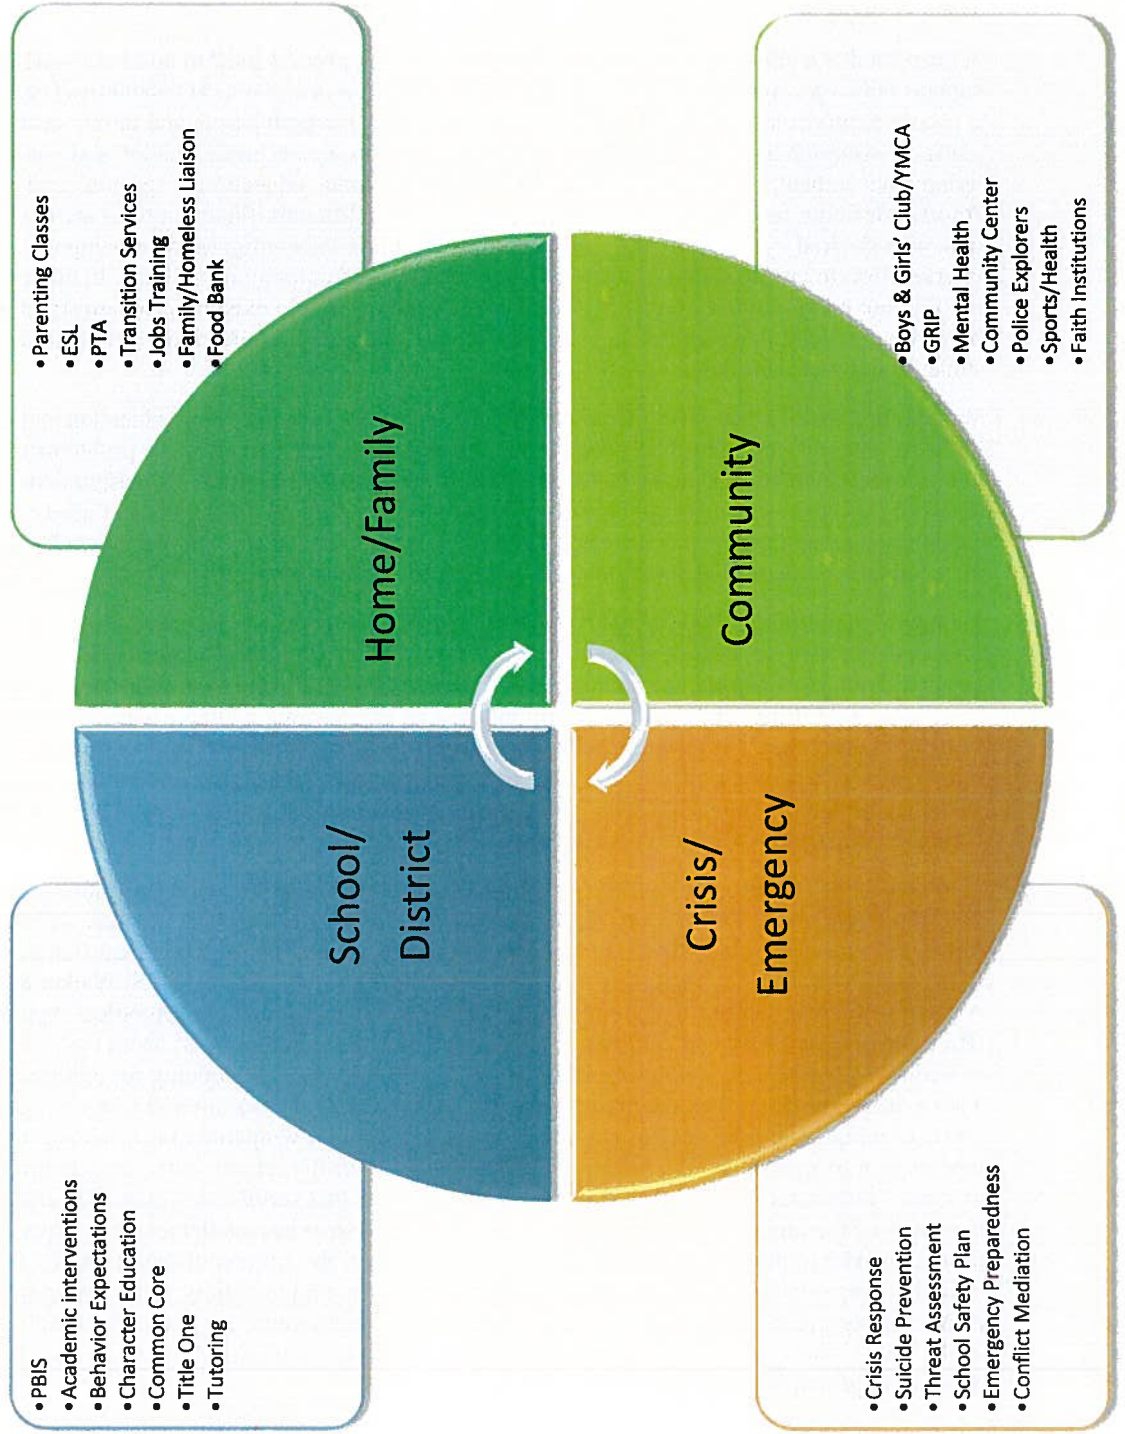 •PBIS
•Academic interventions
•Behavior Expectations
•Character Education
•Common Core
•Title One
•Tutoring
•Parenting Classes
•ESL
•PTA
•Transition Services
•Jobs Training
•Family/Homeless Liaison
•Food Bank
School/
District
Home/Family
Crisis/
Emergency
Community
•Crisis Response
•Suicide Prevention
•Threat Assessment
•School Safety Plan
•Emergency Preparedness
•Conflict Mediation
•Boys & Girls' Club/YMCA
•GRIP
•Mental Health
•Community Center
•Police Explorers
•Sports/Health
•Faith Institutions